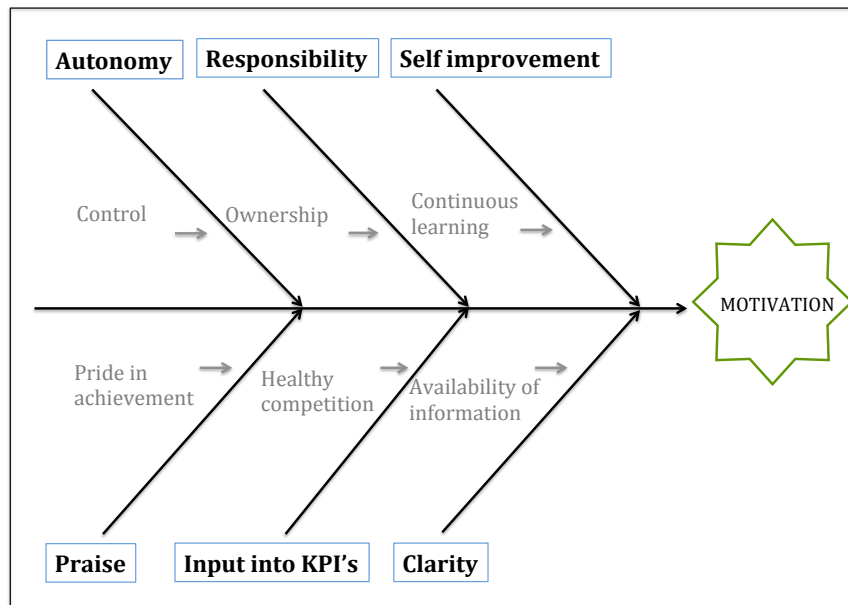 Autonomy
Responsibility
Self improvement
Control
Ownership
Continuous
learning
MOTIVATION
Pride in
achievement
Healthy
competition
Availability of
information
Praise
Input into KPI's
Clarity